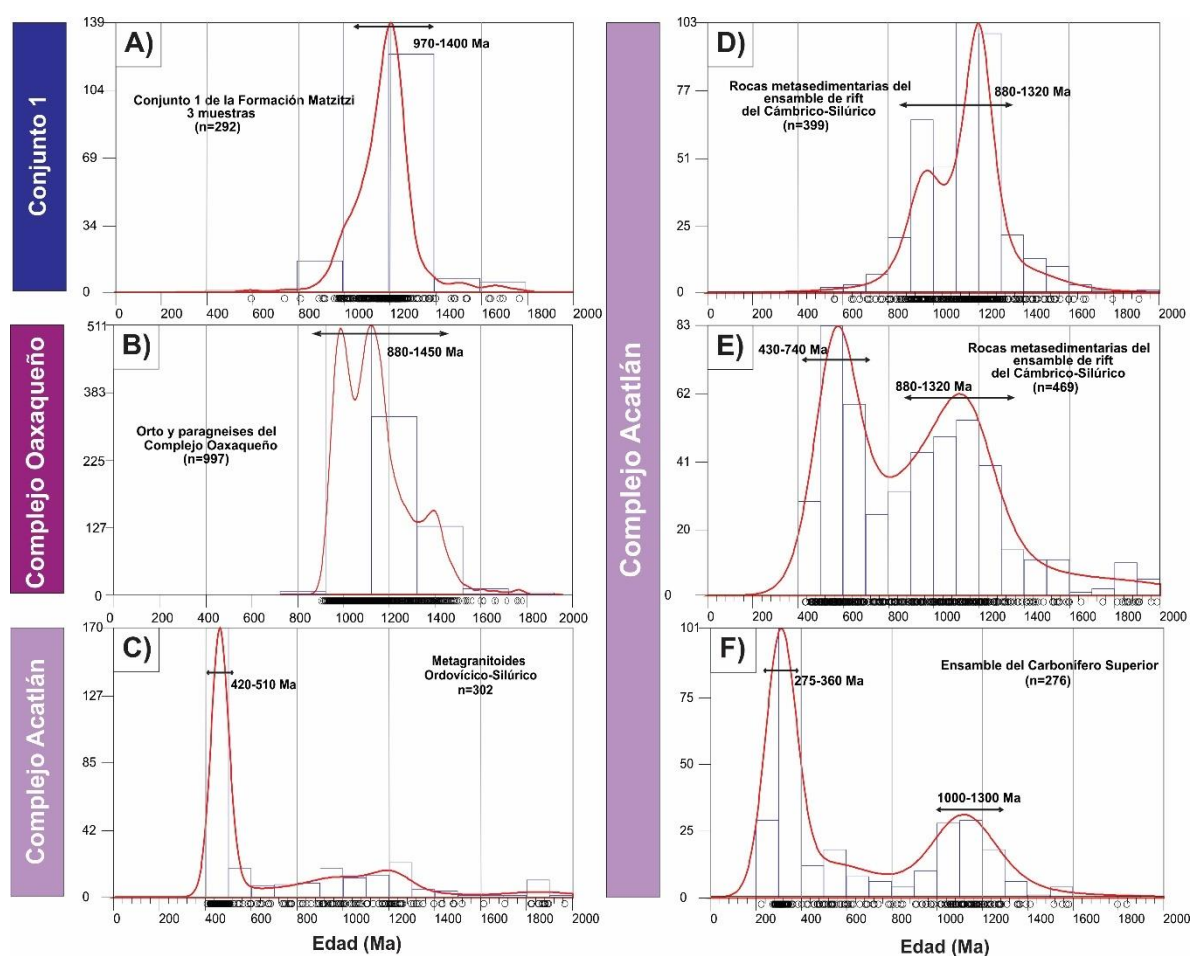 Conjunto 1
A)
139
104
69
34
0
970-1400 Ma
Conjunto 1 de la Formación Matzitzi
3 muestras
(n=292)
0 200 400 600 800 1000 1200 1400 1600 1800 2000
Complejo Oaxaqueño
B)
511
383
225
127
0
880-1450 Ma
Orto y paragneises del
Complejo Oaxaqueño
(n=997)
0 200 400 600 800 1000 1200 1400 1600 1800 2000
Complejo Acatlán
C)
170
127
85
42
0
420-510 Ma
Metagranitoides
Ordovícico-Silúrico
n=302
0 200 400 600 800 1000 1200 1400 1600 1800 2000
Edad (Ma)
Complejo Acatlán
D)
103
77
51
25
0
Rocas metasedimentarias del
ensamble de rift
del Cámbrico-Silúrico
(n=399)
880-1320 Ma
0 200 400 600 800 1000 1200 1400 1600 1800 2000
E)
83
62
41
20
0
430-740 Ma
880-1320 Ma
Rocas metasedimentarias del
ensamble de rift
del Cámbrico-Silúrico
(n=469)
0 200 400 600 800 1000 1200 1400 1600 1800 2000
F)
101
75
50
25
0
275-360 Ma
1000-1300 Ma
Ensamble del Carbonífero Superior
(n=276)
0 200 400 600 800 1000 1200 1400 1600 1800 2000
Edad (Ma)